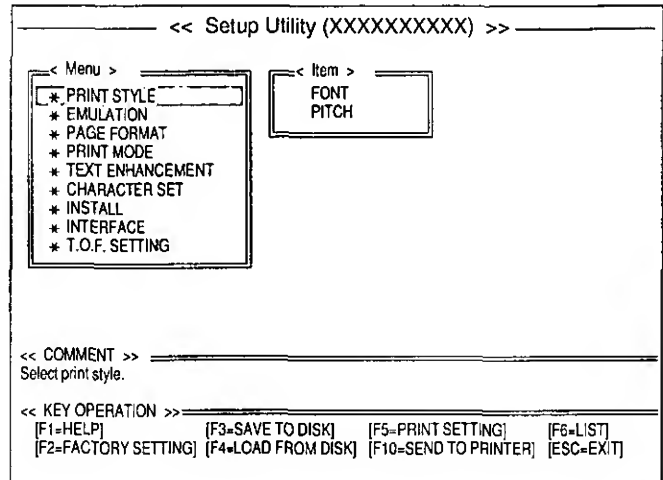 << Setup Utility (XXXXXXXXXX) >>
< Menu >
* PRINT STYLE
* EMULATION
* PAGE FORMAT
* PRINT MODE
* TEXT ENHANCEMENT
* CHARACTER SET
* INSTALL
* INTERFACE
* T.O.F. SETTING
< Item >
FONT
PITCH
<< COMMENT >>
Select print style.
<< KEY OPERATION >>
[F1=HELP] [F3=SAVE TO DISK] [F5=PRINT SETTING] [F6=LIST]
[F2=FACTORY SETTING] [F4=LOAD FROM DISK] [F10=SEND TO PRINTER] [ESC=EXIT]